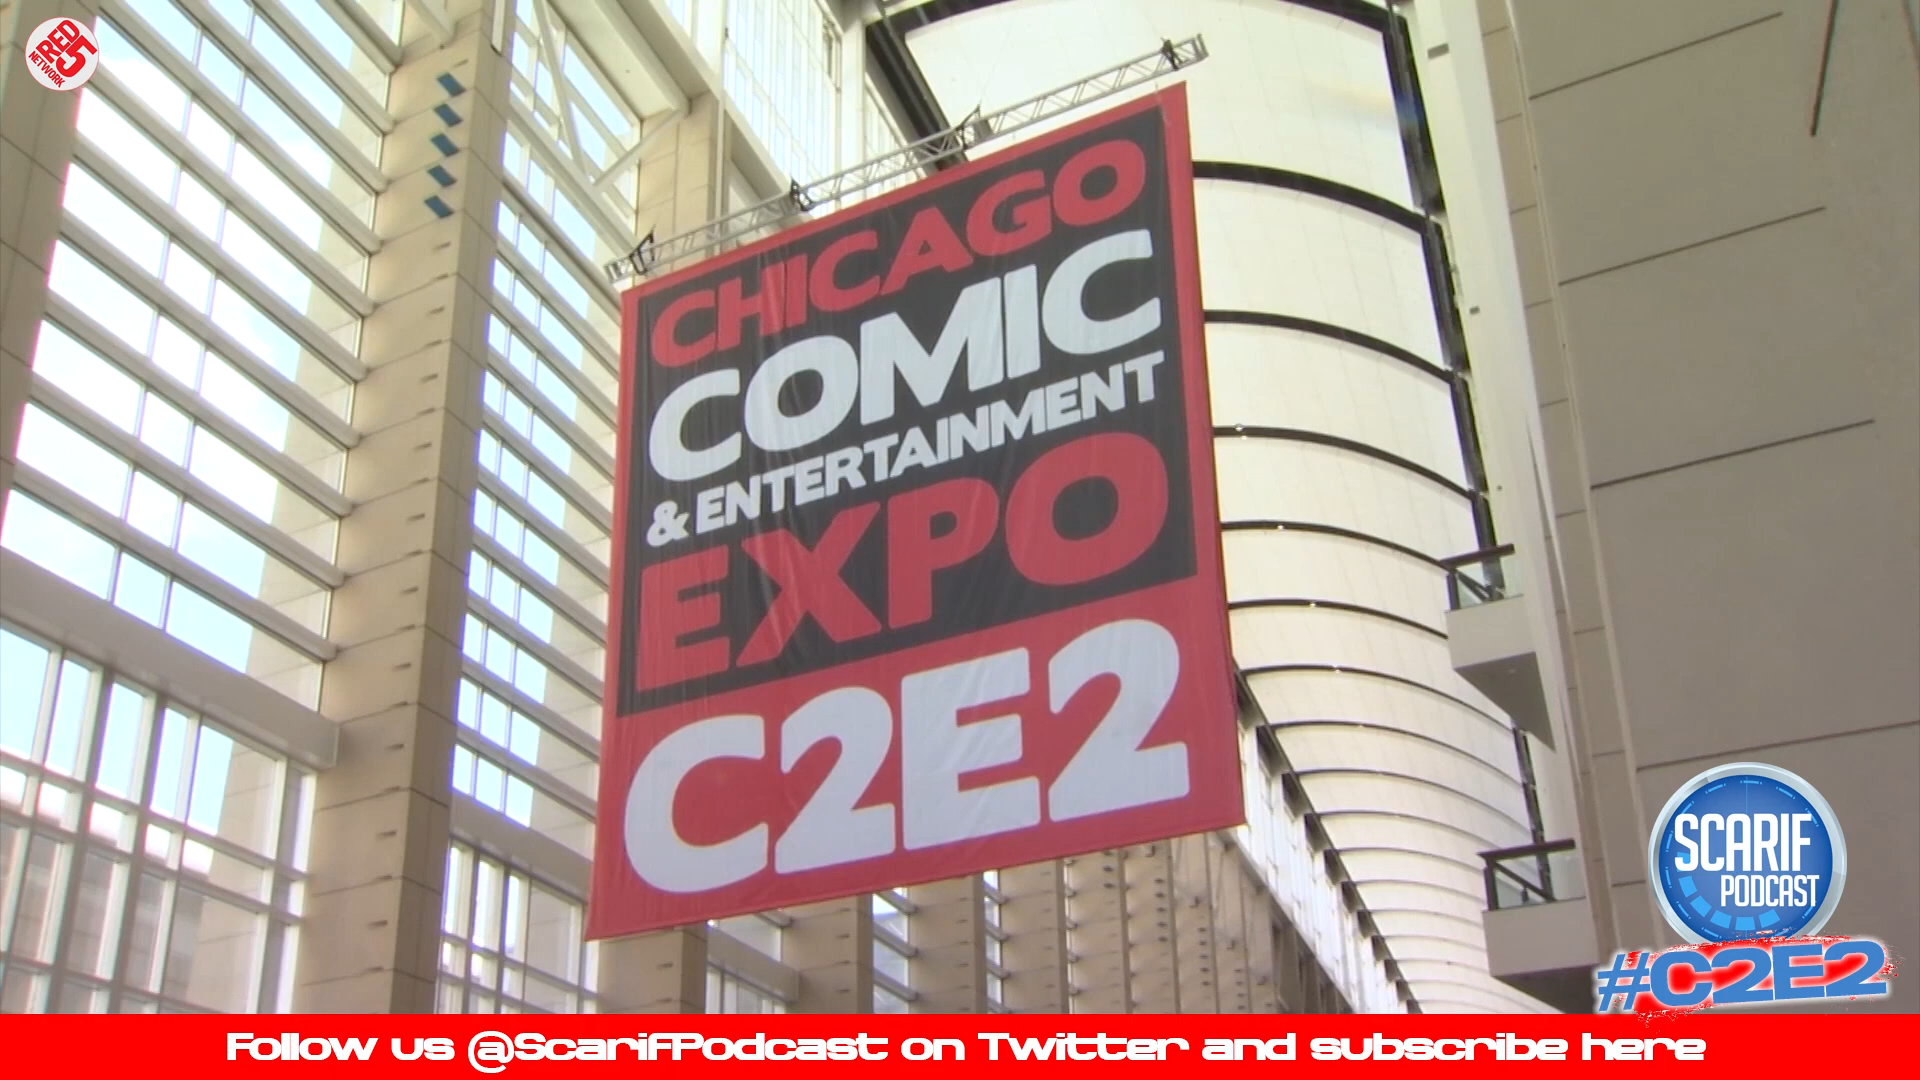 RED
5
NETWORK
CHICAGO
COMIC
& ENTERTAINMENT
EXPO
C2E2
SCARIF
PODCAST
#C2E2
Follow us @ScarifPodcast on Twitter and subscribe here